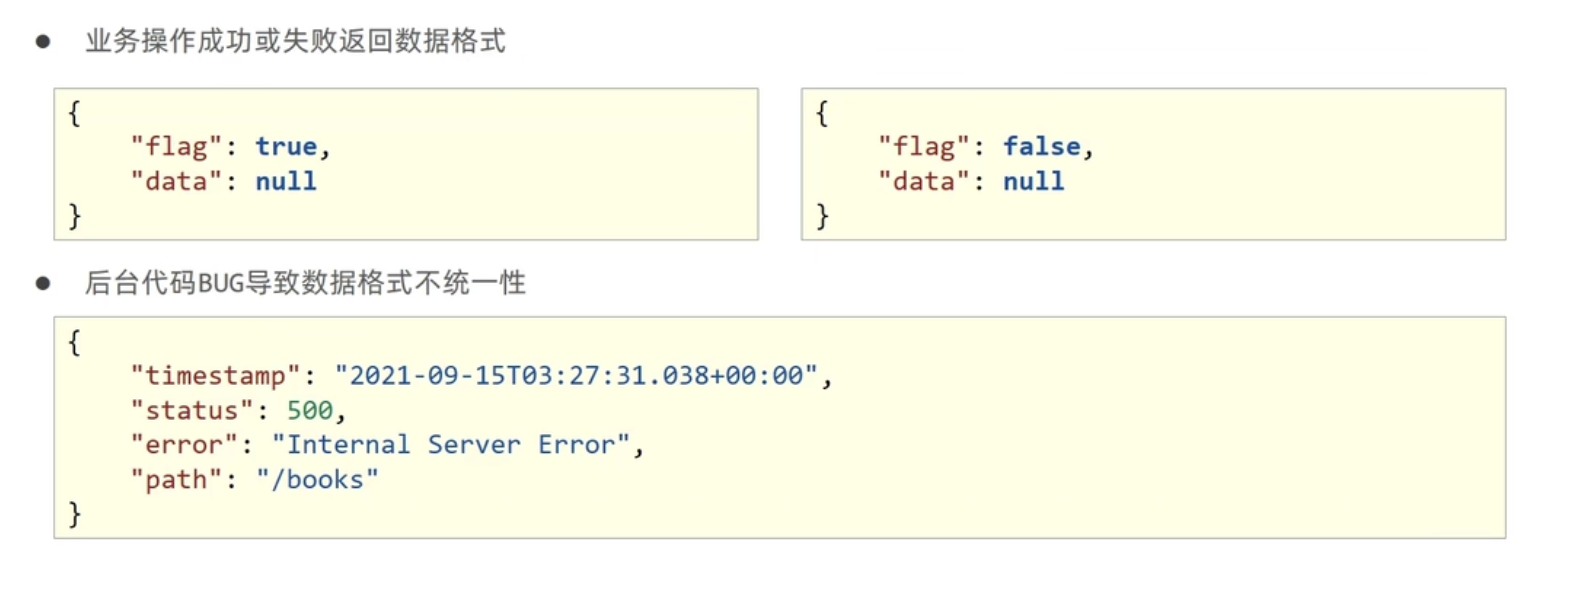 ● 业务操作成功或失败返回数据格式
{
    "flag": true,
    "data": null
}
{
    "flag": false,
    "data": null
}
● 后台代码BUG导致数据格式不统一性
{
    "timestamp": "2021-09-15T03:27:31.038+00:00",
    "status": 500,
    "error": "Internal Server Error",
    "path": "/books"
}